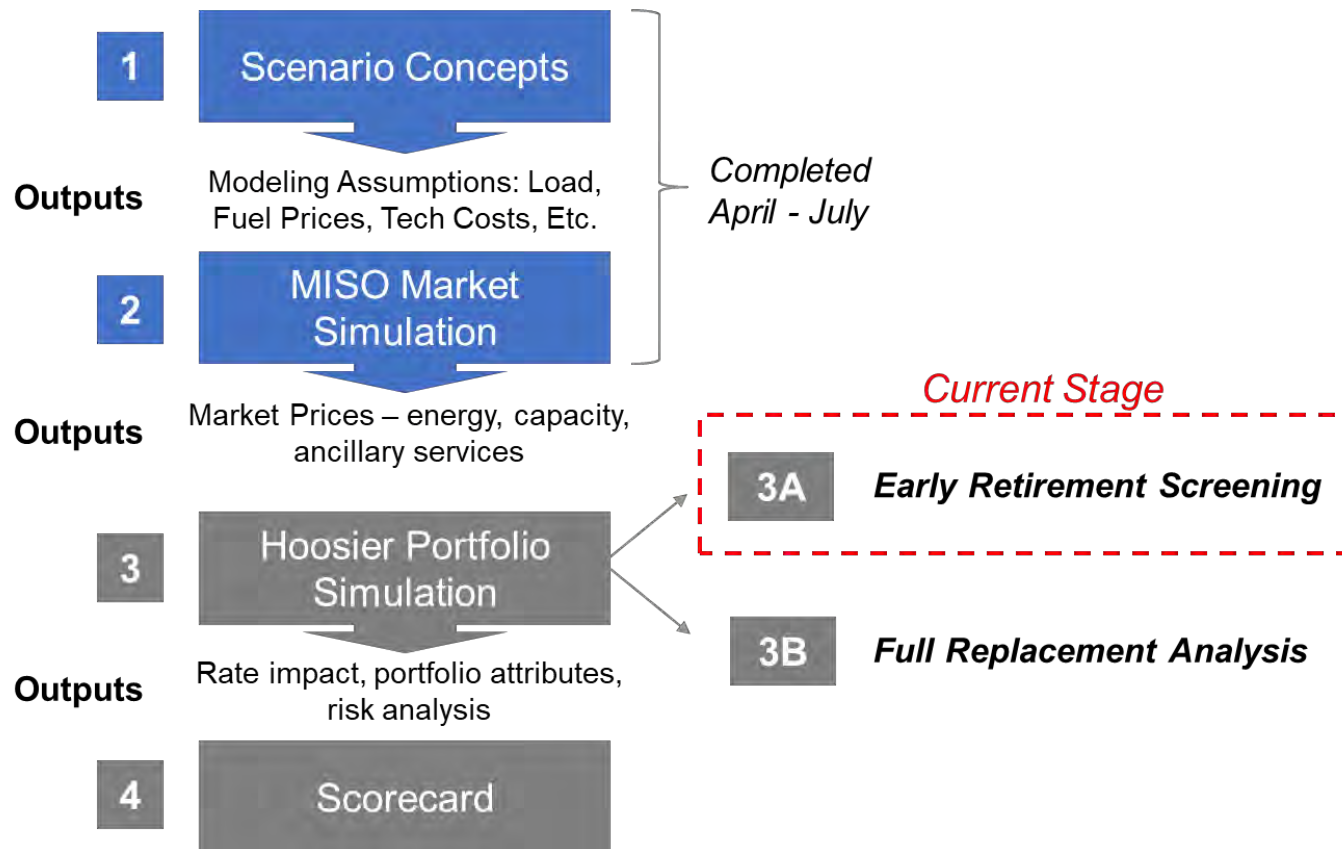 1
Scenario Concepts
Outputs
Modeling Assumptions: Load,
Fuel Prices, Tech Costs, Etc.
Completed
April - July
2
MISO Market
Simulation
Outputs
Market Prices – energy, capacity,
ancillary services
Current Stage
3A
Early Retirement Screening
3
Hoosier Portfolio
Simulation
3B
Full Replacement Analysis
Outputs
Rate impact, portfolio attributes,
risk analysis
4
Scorecard